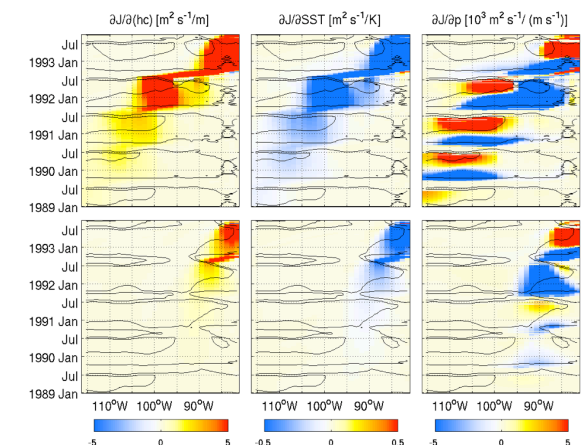 ∂J/∂(hc) [m² s⁻¹/m] ∂J/∂SST [m² s⁻¹/K] ∂J/∂p [10³ m² s⁻¹/ (m s⁻¹)]
Jul
1993 Jan
Jul
1992 Jan
Jul
1991 Jan
Jul
1990 Jan
Jul
1989 Jan
Jul
1993 Jan
Jul
1992 Jan
Jul
1991 Jan
Jul
1990 Jan
Jul
1989 Jan
110°W 100°W 90°W 110°W 100°W 90°W 110°W 100°W 90°W
-5 0 5 -0.5 0 0.5 -5 0 5